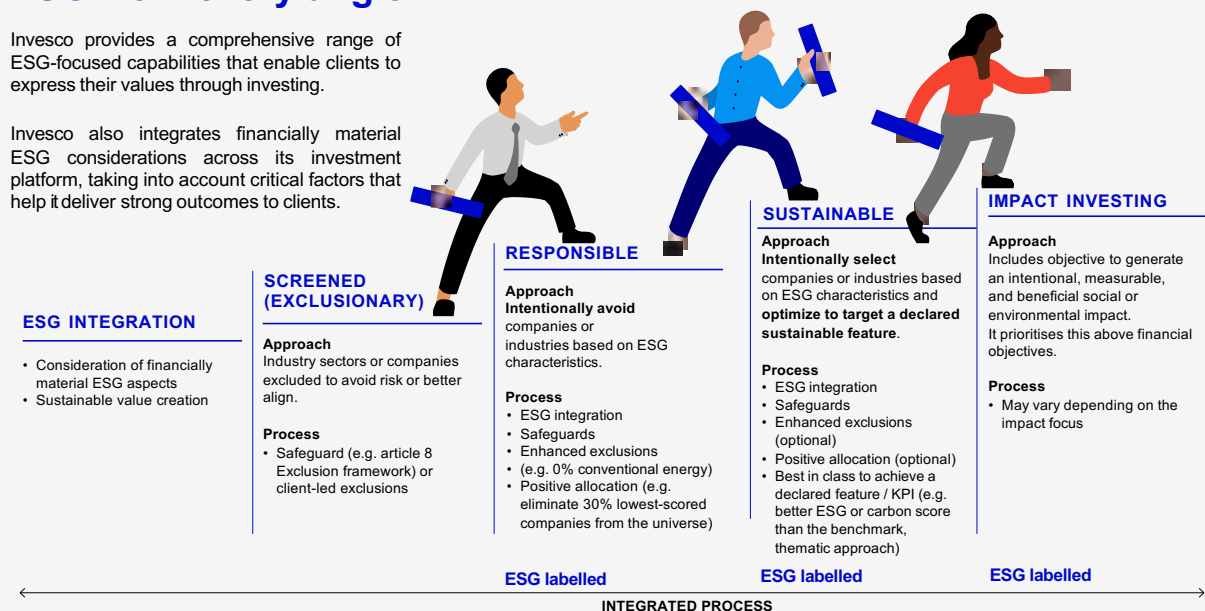 Invesco provides a comprehensive range of
ESG-focused capabilities that enable clients to
express their values through investing.
Invesco also integrates financially material
ESG considerations across its investment
platform, taking into account critical factors that
help it deliver strong outcomes to clients.
ESG INTEGRATION
• Consideration of financially
material ESG aspects
• Sustainable value creation
SCREENED
(EXCLUSIONARY)
Approach
Industry sectors or companies
excluded to avoid risk or better
align.
Process
• Safeguard (e.g. article 8
Exclusion framework) or
client-led exclusions
RESPONSIBLE
Approach
Intentionally avoid
companies or
industries based on ESG
characteristics.
Process
• ESG integration
• Safeguards
• Enhanced exclusions
• (e.g. 0% conventional energy)
• Positive allocation (e.g.
eliminate 30% lowest-scored
companies from the universe)
ESG labelled
SUSTAINABLE
Approach
Intentionally select
companies or industries based
on ESG characteristics and
optimize to target a declared
sustainable feature.
Process
• ESG integration
• Safeguards
• Enhanced exclusions
(optional)
• Positive allocation (optional)
• Best in class to achieve a
declared feature / KPI (e.g.
better ESG or carbon score
than the benchmark,
thematic approach)
ESG labelled
IMPACT INVESTING
Approach
Includes objective to generate
an intentional, measurable,
and beneficial social or
environmental impact.
It prioritises this above financial
objectives.
Process
• May vary depending on the
impact focus
ESG labelled
INTEGRATED PROCESS